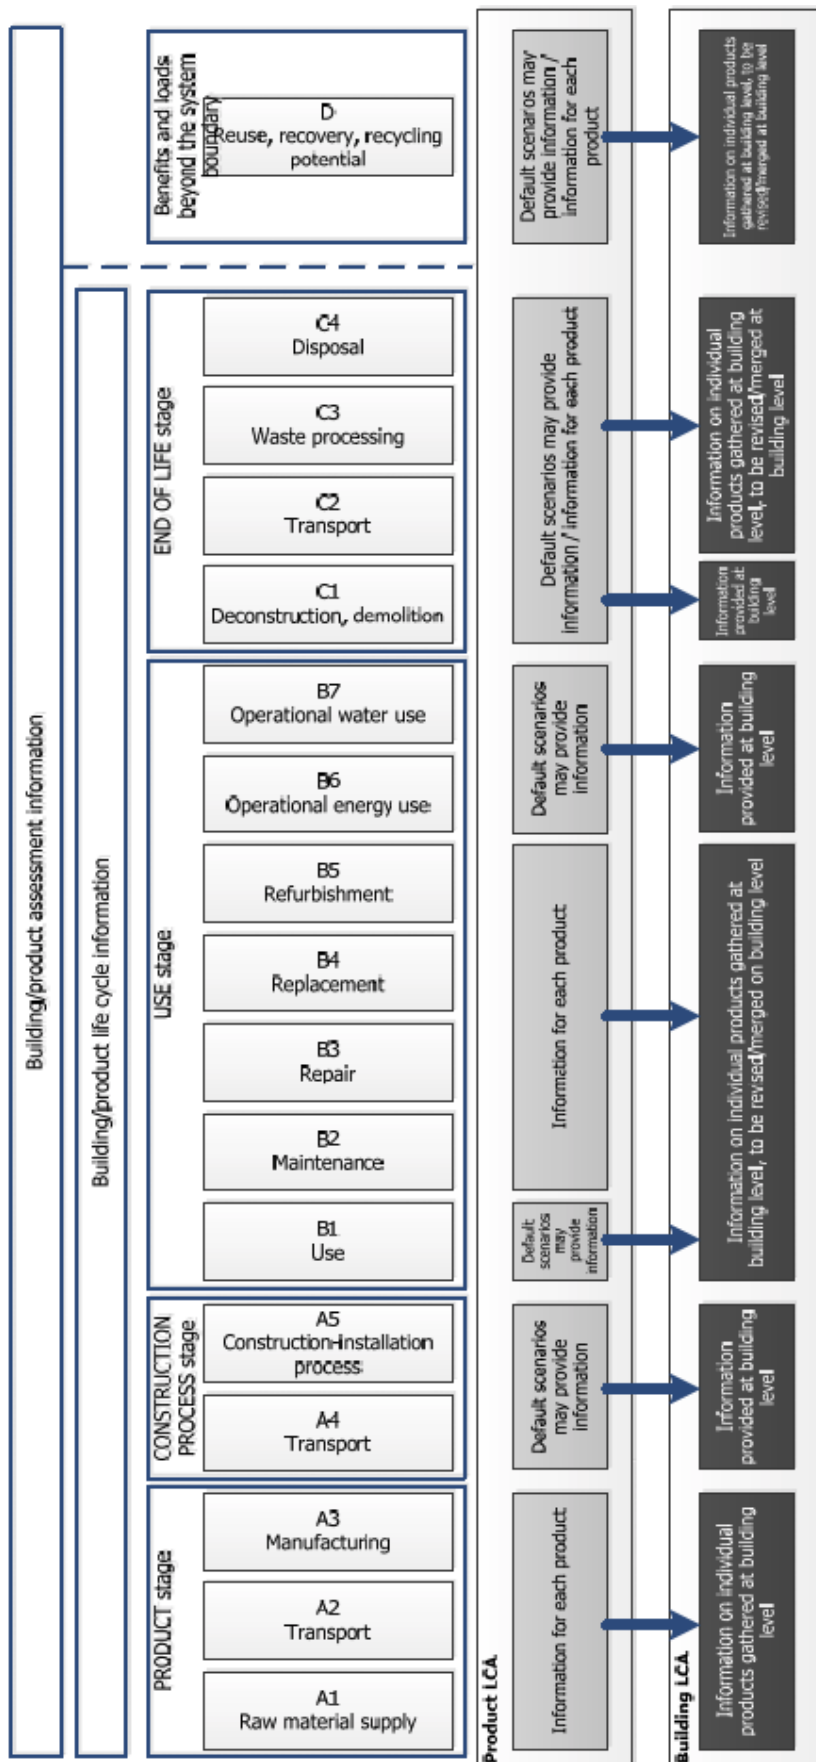 Building/product assessment information
Building/product life cycle information
PRODUCT stage
A1
Raw material supply
A2
Transport
A3
Manufacturing
CONSTRUCTION
PROCESS stage
A4
Transport
A5
Construction-installation
process
USE stage
B1
Use
B2
Maintenance
B3
Repair
B4
Replacement
B5
Refurbishment
B6
Operational energy use
B7
Operational water use
END OF LIFE stage
C1
Deconstruction, demolition
C2
Transport
C3
Waste processing
C4
Disposal
Benefits and loads
beyond the system
boundary
D
Reuse, recovery, recycling
potential
Product LCA
Information for each product
Default scenarios
may provide
information
Default
scenarios
may
provide
information
Information for each product
Default scenarios
may provide
information
Default scenarios may provide
information / information for each product
Default scenaros may
provide information /
information for each
product
Building LCA
Information on individual
products gathered at building
level
Information
provided at building
level
Information on individual products gathered at
building level, to be revised/merged on building level
Information
provided at building
level
Information
provided at
building
level
Information on individual
products gathered at building
level, to be revised/merged at
building level
Information on individual products
gathered at building level, to be
revised/merged at building level